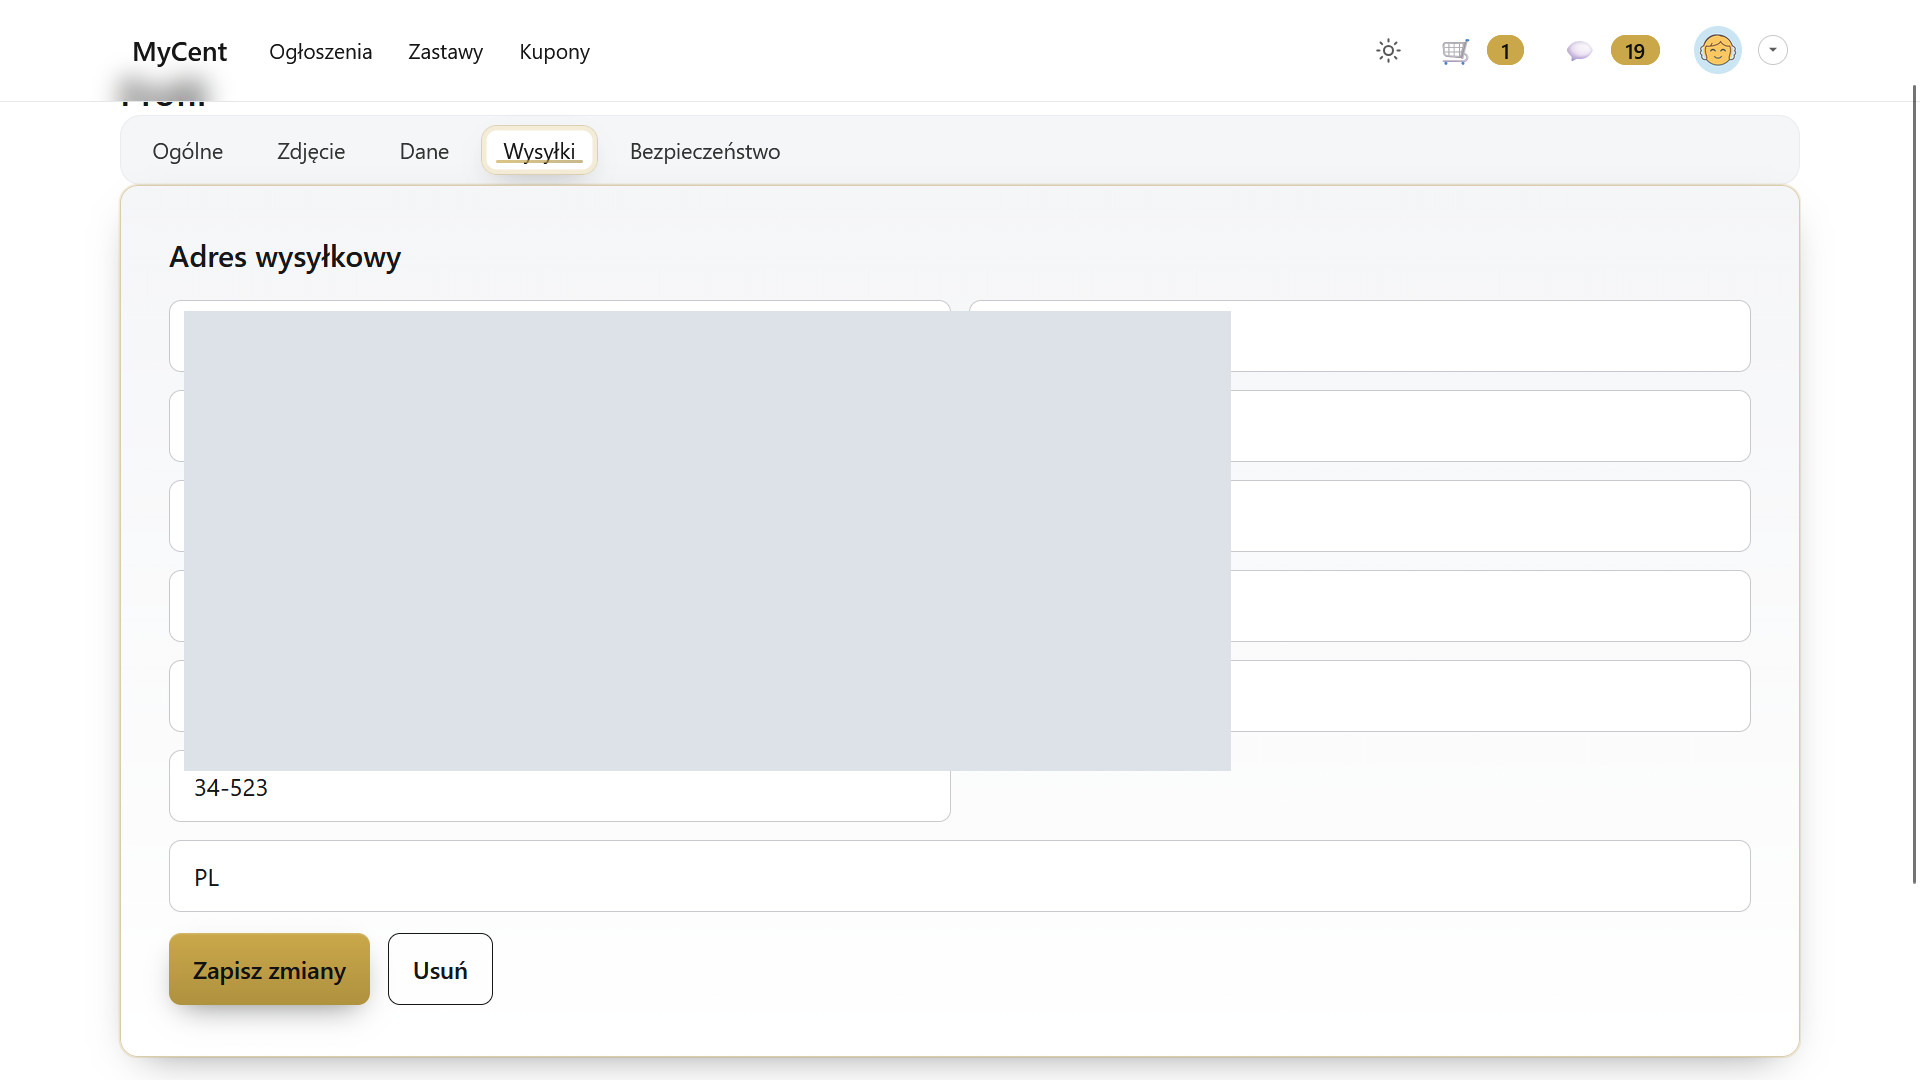 MyCent Ogłoszenia Zastawy Kupony 1 19
Ogólne Zdjęcie Dane Wysyłki Bezpieczeństwo
Adres wysyłkowy
34-523
PL
Zapisz zmiany Usuń